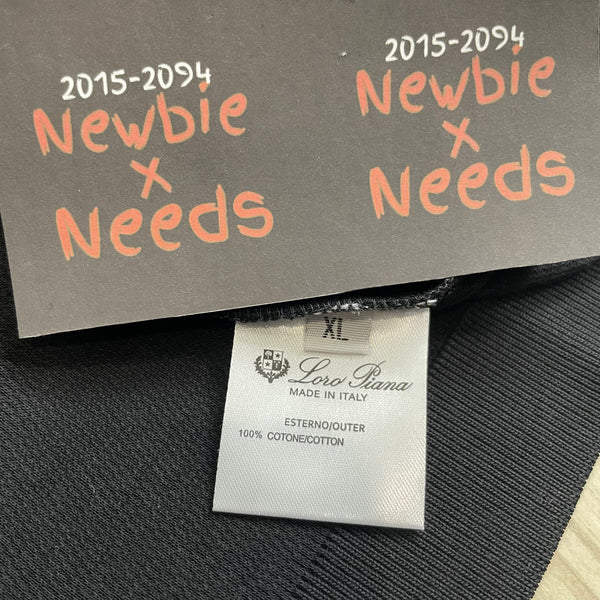 2015-2094
Newbie
x
Needs
2015-2094
Newbie
x
Needs
XL
Loro Piana
MADE IN ITALY
ESTERNO/OUTER
100% COTONE/COTTON